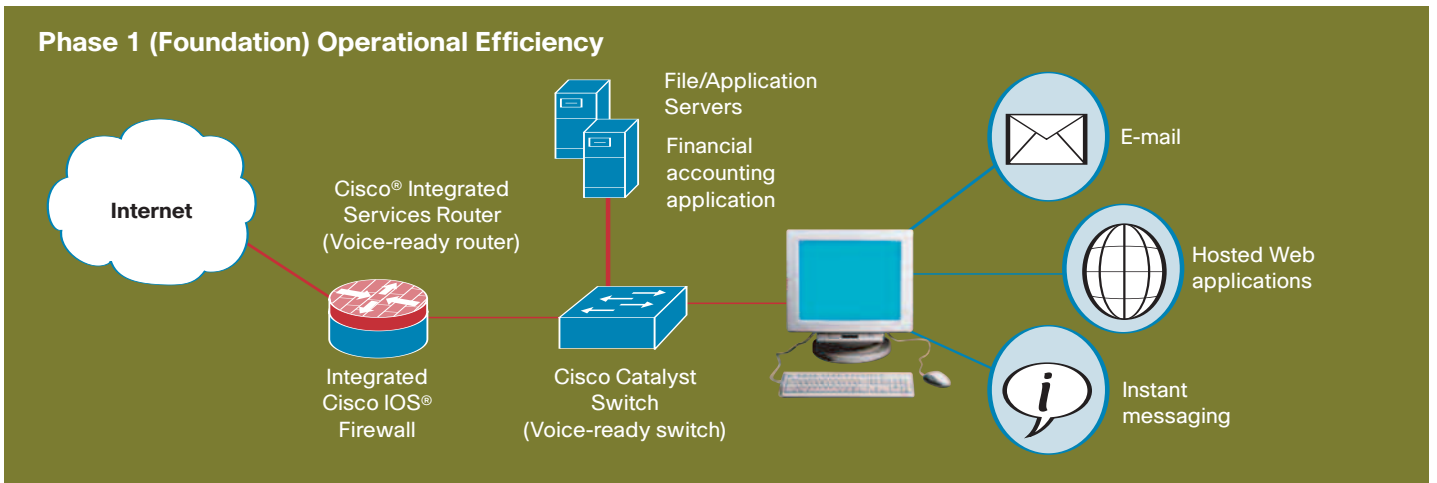 Phase 1 (Foundation) Operational Efficiency
Internet
Cisco® Integrated
Services Router
(Voice-ready router)
Integrated
Cisco IOS®
Firewall
File/Application
Servers
Financial
accounting
application
Cisco Catalyst
Switch
(Voice-ready switch)
E-mail
Hosted Web
applications
i
Instant
messaging